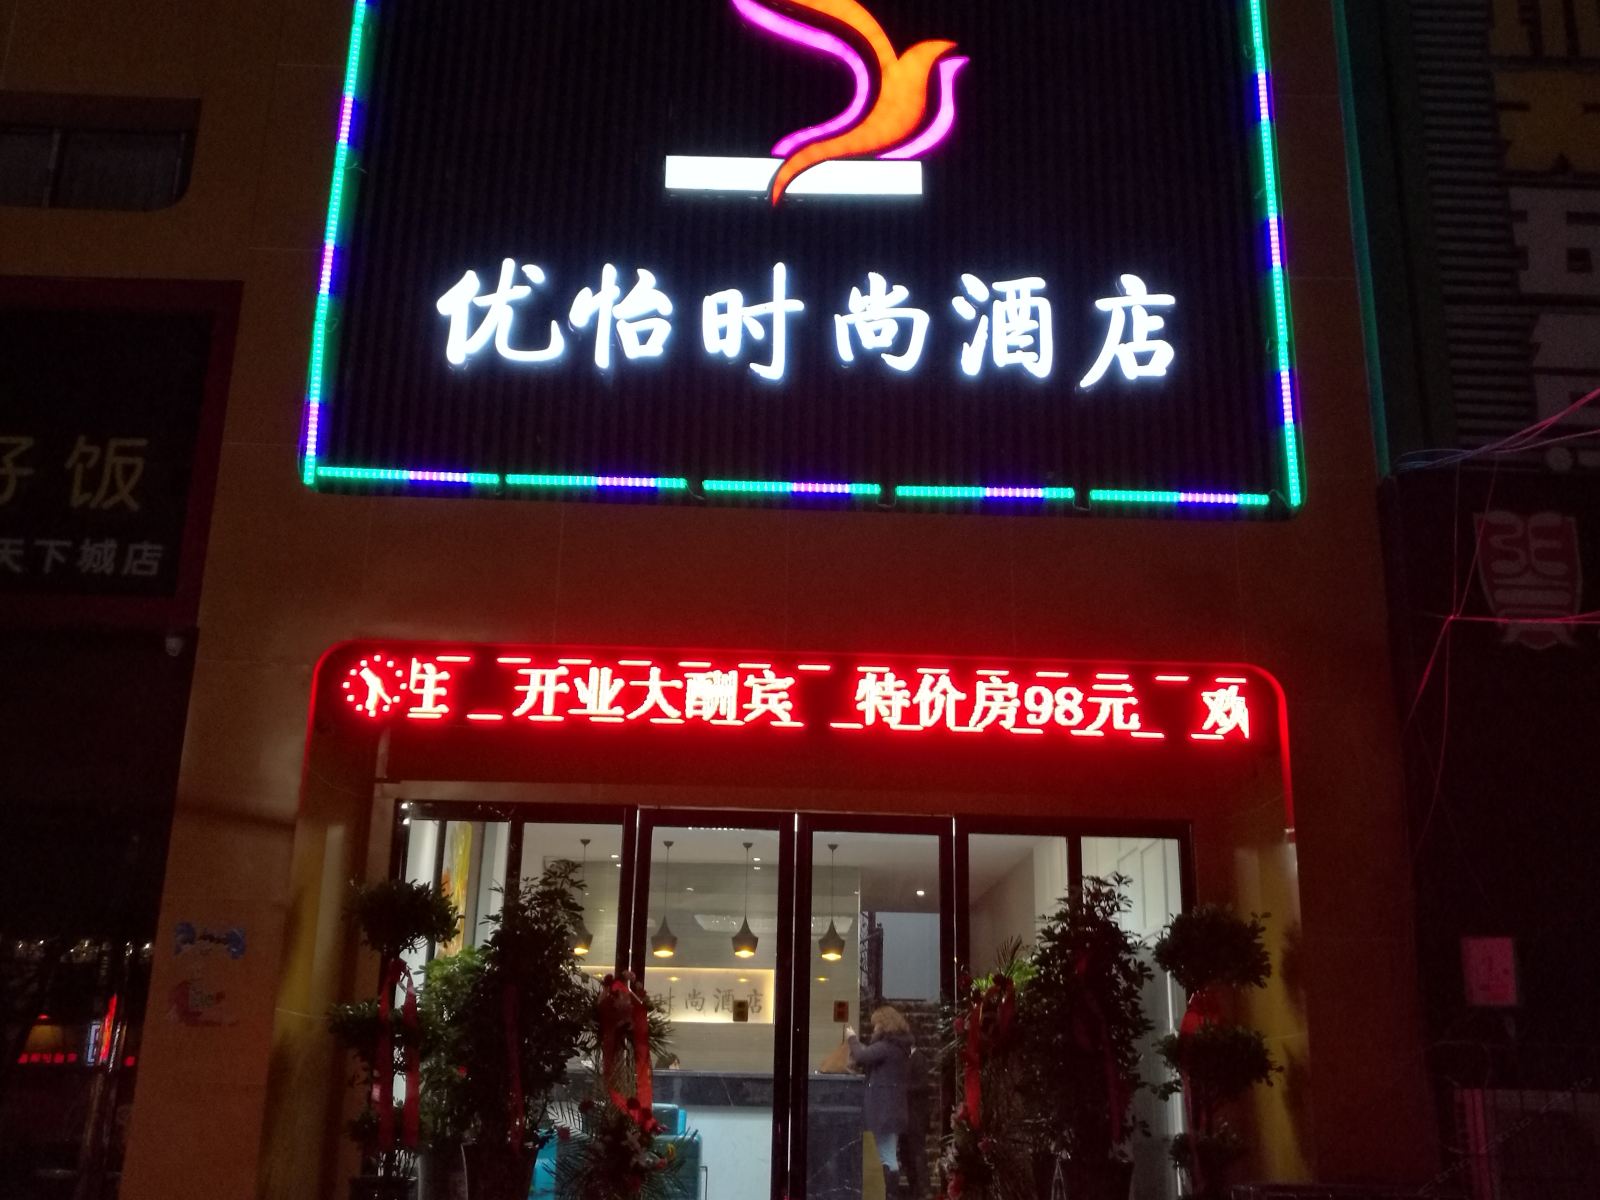 优怡时尚酒店
好饭
天下城店
生 开业大酬宾 特价房98元 欢
时尚酒店